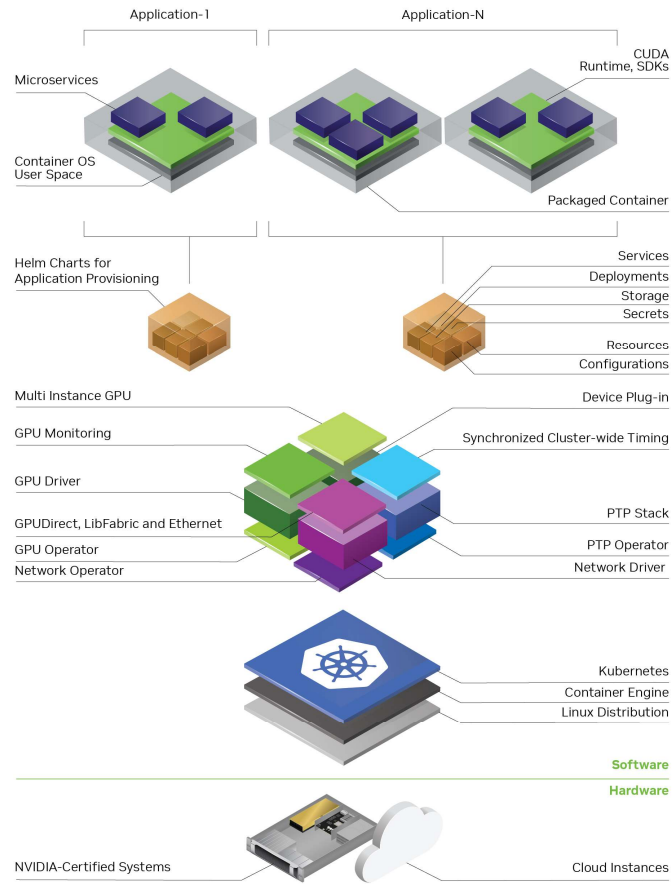 Application-1
Application-N
CUDA
Runtime, SDKs
Microservices
Container OS
User Space
Packaged Container
Helm Charts for
Application Provisioning
Services
Deployments
Storage
Secrets
Resources
Configurations
Multi Instance GPU
Device Plug-in
GPU Monitoring
Synchronized Cluster-wide Timing
GPU Driver
PTP Stack
GPUDirect, LibFabric and Ethernet
GPU Operator
PTP Operator
Network Operator
Network Driver
Kubernetes
Container Engine
Linux Distribution
Software
Hardware
NVIDIA-Certified Systems
Cloud Instances